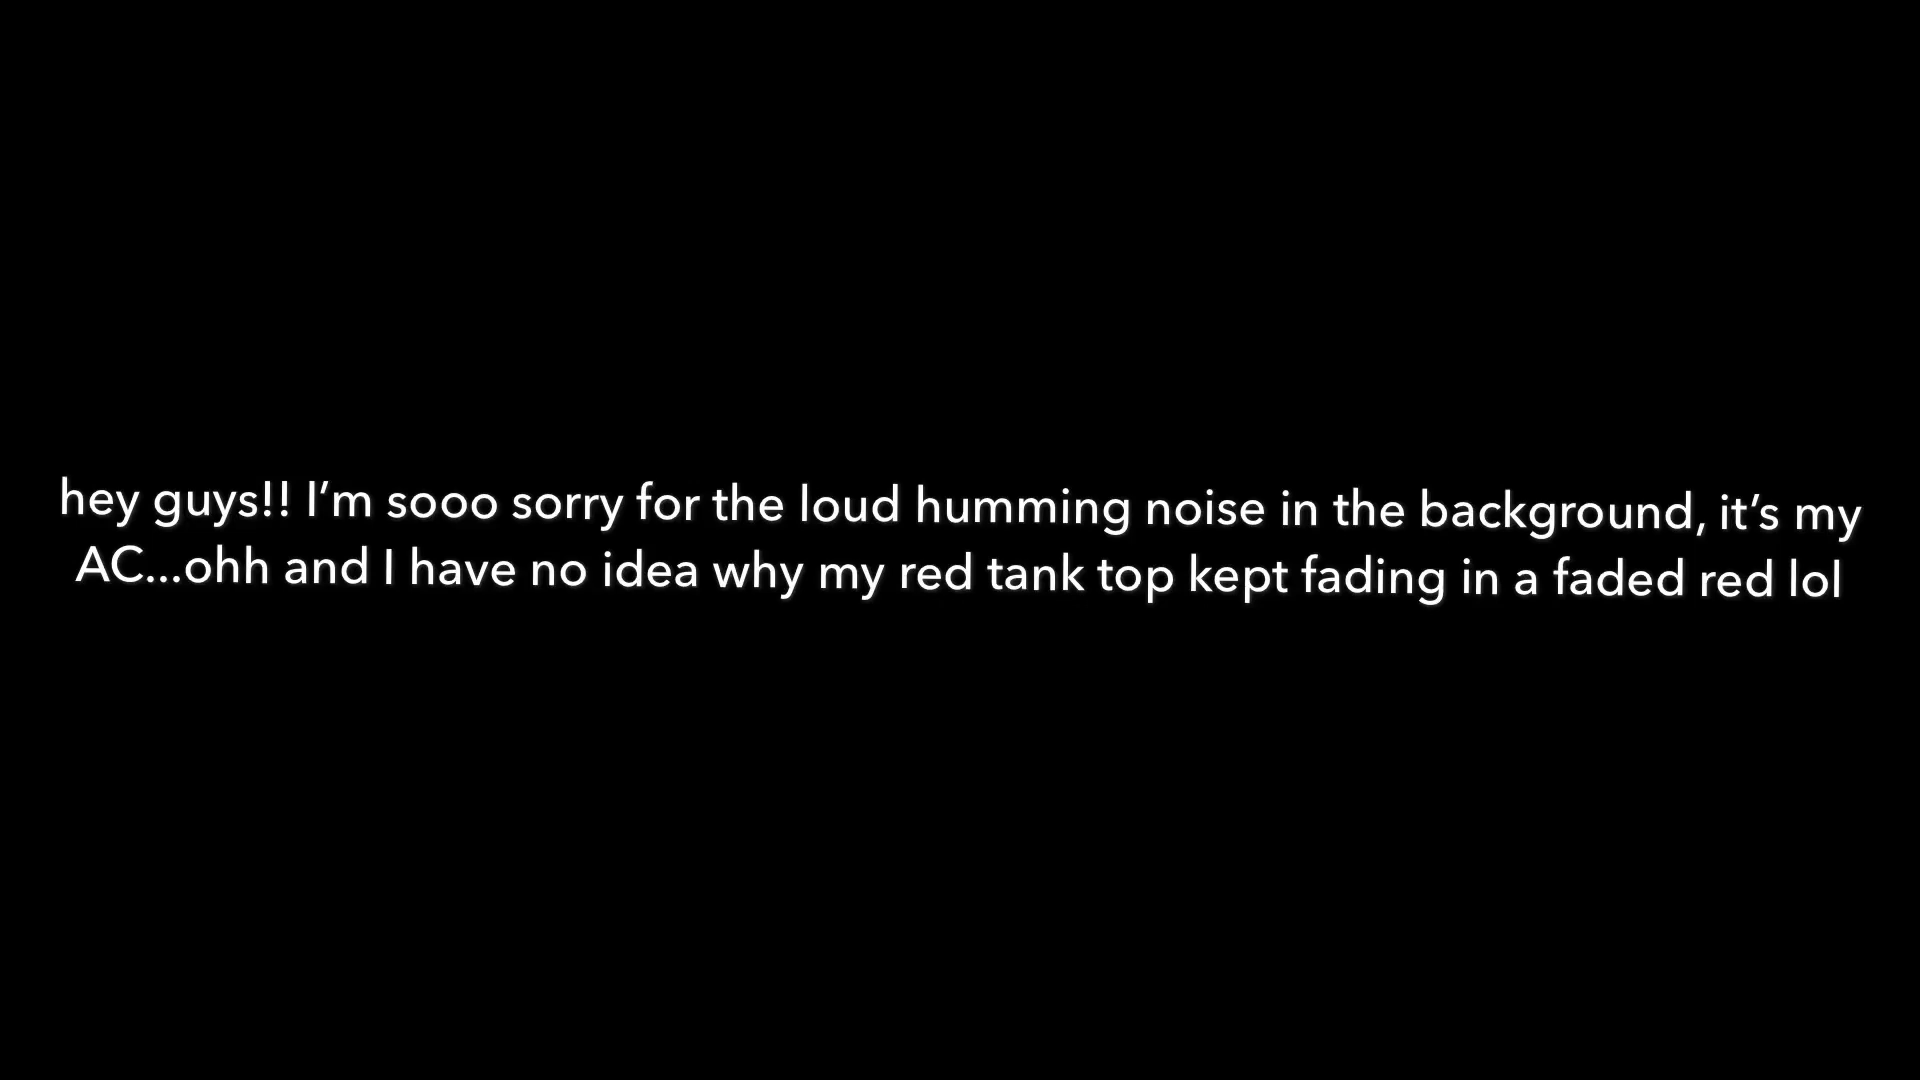 hey guys!! I’m sooo sorry for the loud humming noise in the background, it’s my
AC...ohh and I have no idea why my red tank top kept fading in a faded red lol